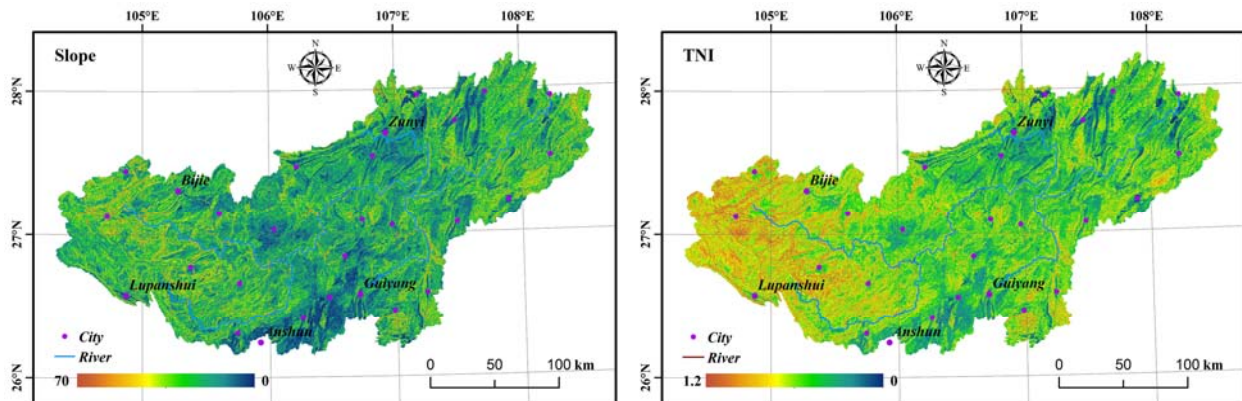 105°E 106°E 107°E 108°E
Slope
N
W E
S
28°N
27°N
26°N
Zunyi
Bijie
Lupanshui
Guiyang
Anshun
City
River
70 0
0 50 100 km
105°E 106°E 107°E 108°E
TNI
N
W E
S
28°N
27°N
26°N
Zunyi
Bijie
Lupanshui
Guiyang
Anshun
City
River
1.2 0
0 50 100 km